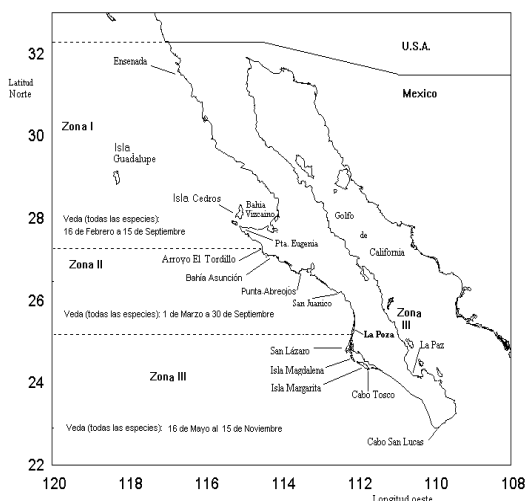 32
U.S.A.
Latitud
Norte
Ensenada
Mexico
30
Zona I
Isla
Guadalupe
Isla Cedros
Bahia
Vizcaino
Golfo
de
California
28
Veda (todas las especies):
16 de Febrero a 15 de Septiembre
Pta. Eugenia
Arroyo El Tordillo
Zona II
Bahía Asunción
Punta Abreojos
26
San Juanico
Veda (todas las especies): 1 de Marzo a 30 de Septiembre
Zona
III
La Poza
San Lázaro
La Paz
Zona III
Isla Magdalena
24
Isla Margarita
Cabo Tosco
Veda (todas las especies): 16 de Mayo al 15 de Noviembre
Cabo San Lucas
22
120 118 116 114 112 110 108
Longitud oeste